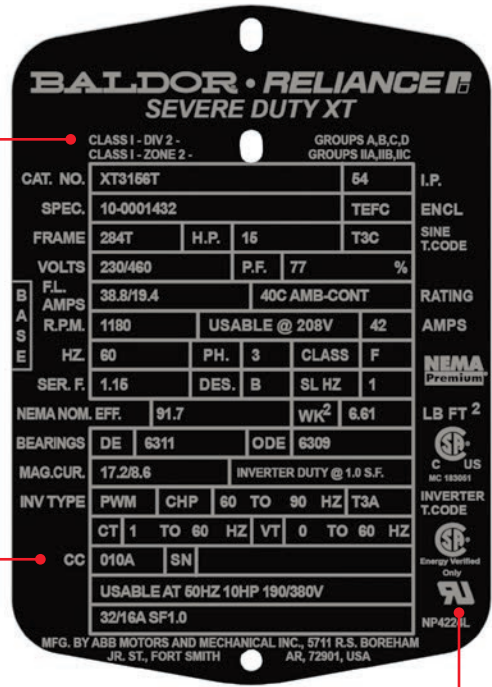 BALDOR · RELIANCE
SEVERE DUTY XT
CLASS I - DIV 2 - GROUPS A,B,C,D
CLASS I - ZONE 2 - GROUPS IIA,IIB,IIC
CAT. NO. XT3156T 54 I.P.
SPEC. 10-0001432 TEFC ENCL
FRAME 284T H.P. 15 T3C SINE T.CODE
VOLTS 230/460 P.F. 77 %
BASE
F.L. AMPS 38.8/19.4 40C AMB-CONT RATING
R.P.M. 1180 USABLE @ 208V 42 AMPS
HZ. 60 PH. 3 CLASS F
SER. F. 1.15 DES. B SL HZ 1
NEMA Premium
NEMA NOM. EFF. 91.7 WK2 6.61 LB FT 2
BEARINGS DE 6311 ODE 6309
CSA C US
MC 183051
MAG.CUR. 17.2/8.6 INVERTER DUTY @ 1.0 S.F.
INV TYPE PWM CHP 60 TO 90 HZ T3A INVERTER T.CODE
CT 1 TO 60 HZ VT 0 TO 60 HZ
CC 010A SN
Energy Verified Only
USABLE AT 50HZ 10HP 190/380V
32/16A SF1.0
NP4224L
MFG. BY ABB MOTORS AND MECHANICAL INC., 5711 R.S. BOREHAM
JR. ST., FORT SMITH AR, 72901, USA